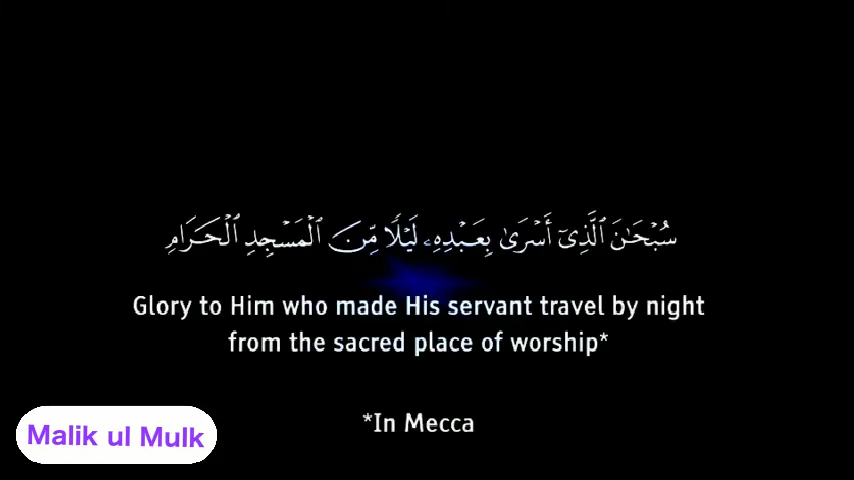 سُبْحَـٰنَ ٱلَّذِىٓ أَسْرَىٰ بِعَبْدِهِۦ لَيْلًا مِّنَ ٱلْمَسْجِدِ ٱلْحَرَامِ
Glory to Him who made His servant travel by night
from the sacred place of worship*
*In Mecca
Malik ul Mulk